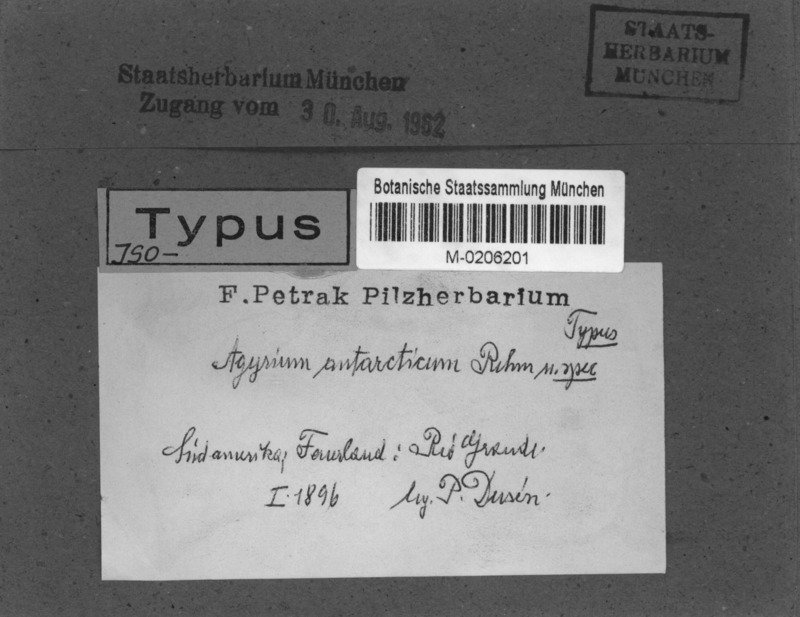 STAATS-
HERBARIUM
MÜNCHEN
Staatsherbarium München
Zugang vom 30. Aug. 1962
Typus
ISO-
Botanische Staatssammlung München
M-0206201
F. Petrak Pilzherbarium
Typus
Agyrium antarcticum Rehm n. spec
Südamerika; Feuerland: Rio Grande.
I. 1896 leg. P. Dusén.